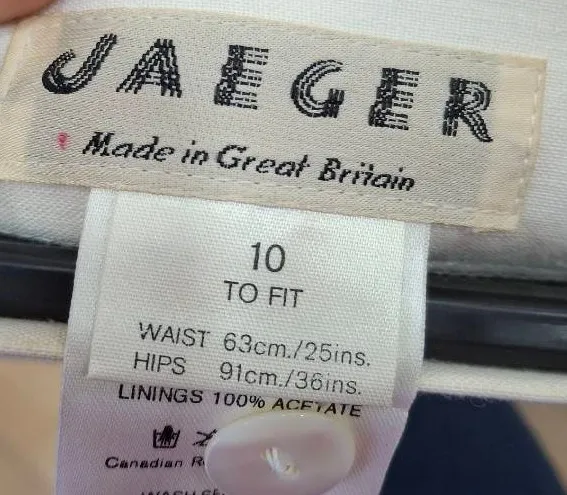 JAEGER
Made in Great Britain
10
TO FIT
WAIST 63cm./25ins.
HIPS 91cm./36ins.
LININGS 100% ACETATE
Canadian